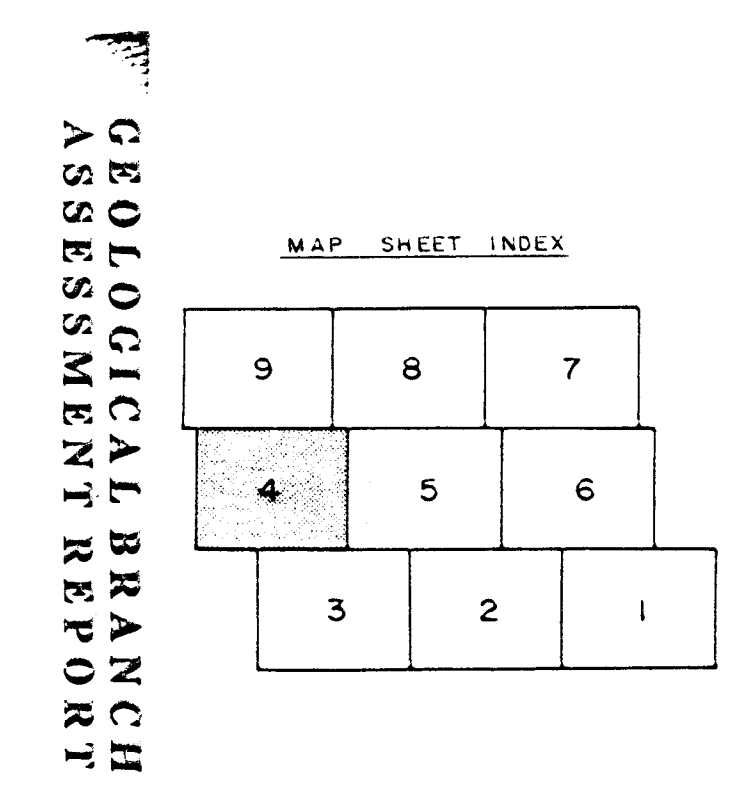 GEOLOGICAL BRANCH
ASSESSMENT REPORT
MAP SHEET INDEX
9 8 7
4 5 6
3 2 1